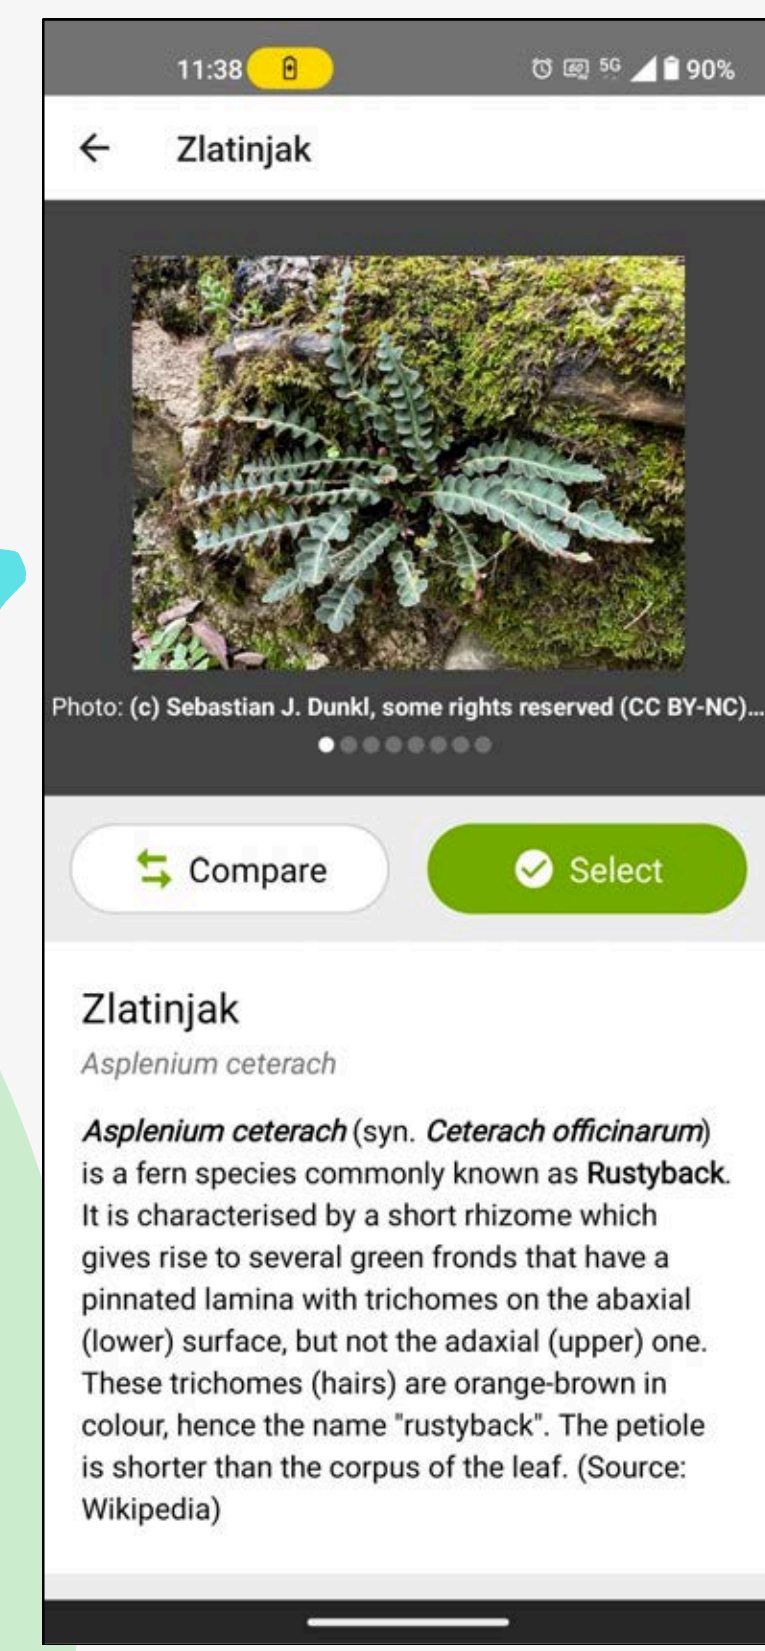 11:38
5G
90%
Zlatinjak
Photo: (c) Sebastian J. Dunkl, some rights reserved (CC BY-NC)...
Compare
Select
Zlatinjak
Asplenium ceterach
Asplenium ceterach (syn. Ceterach officinarum)
is a fern species commonly known as Rustyback.
It is characterised by a short rhizome which
gives rise to several green fronds that have a
pinnated lamina with trichomes on the abaxial
(lower) surface, but not the adaxial (upper) one.
These trichomes (hairs) are orange-brown in
colour, hence the name "rustyback". The petiole
is shorter than the corpus of the leaf. (Source:
Wikipedia)